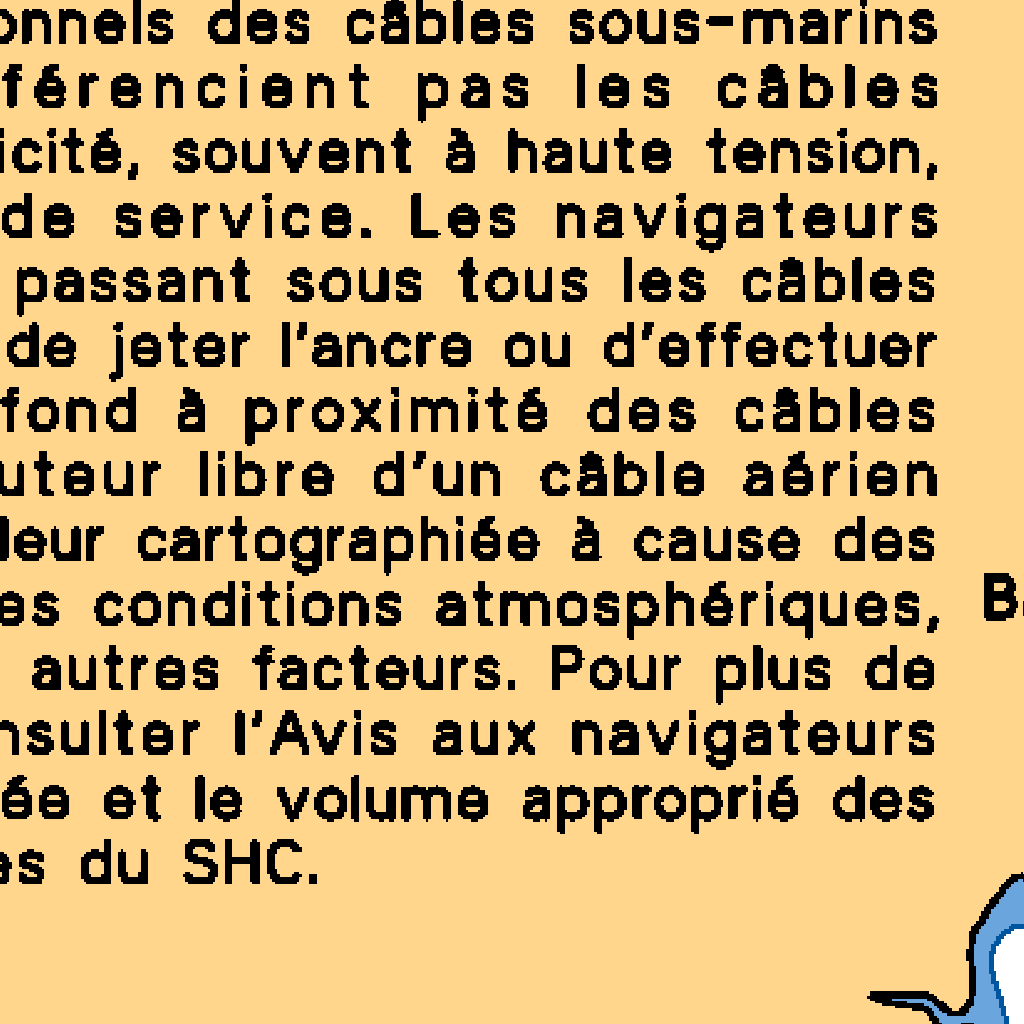 onnels des câbles sous-marins
fférencient pas les câbles
icité, souvent à haute tension,
de service. Les navigateurs
passant sous tous les câbles
de jeter l'ancre ou d'effectuer
fond à proximité des câbles
uteur libre d'un câble aérien
leur cartographiée à cause des
es conditions atmosphériques,
autres facteurs. Pour plus de
nsulter l'Avis aux navigateurs
ée et le volume approprié des
es du SHC.